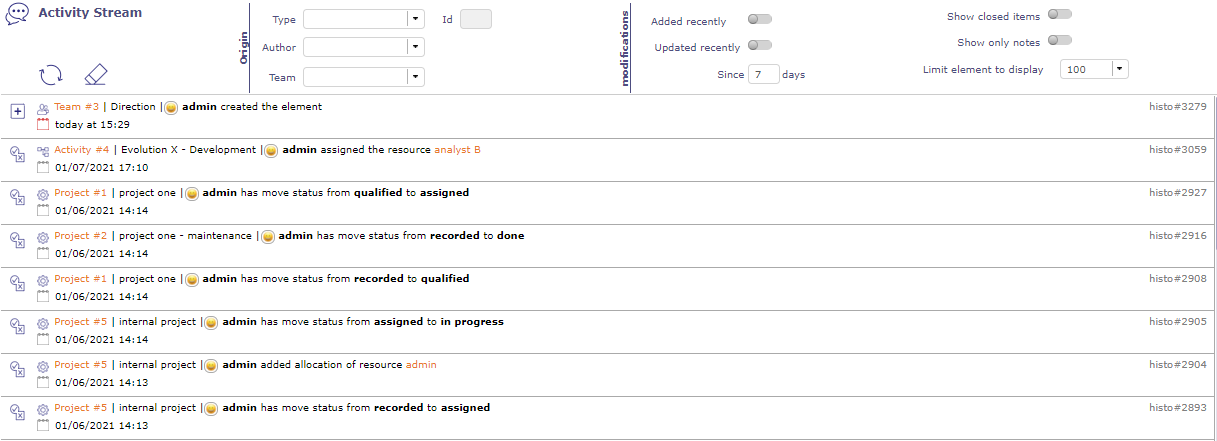 Activity Stream
Origin
Type
Id
Author
Team
modifications
Added recently
Updated recently
Since 7 days
Show closed items
Show only notes
Limit element to display 100
Team #3 | Direction | admin created the element histo#3279
today at 15:29
Activity #4 | Evolution X - Development | admin assigned the resource analyst B histo#3059
01/07/2021 17:10
Project #1 | project one | admin has move status from qualified to assigned histo#2927
01/06/2021 14:14
Project #2 | project one - maintenance | admin has move status from recorded to done histo#2916
01/06/2021 14:14
Project #1 | project one | admin has move status from recorded to qualified histo#2908
01/06/2021 14:14
Project #5 | internal project | admin has move status from assigned to in progress histo#2905
01/06/2021 14:14
Project #5 | internal project | admin added allocation of resource admin histo#2904
01/06/2021 14:13
Project #5 | internal project | admin has move status from recorded to assigned histo#2893
01/06/2021 14:13